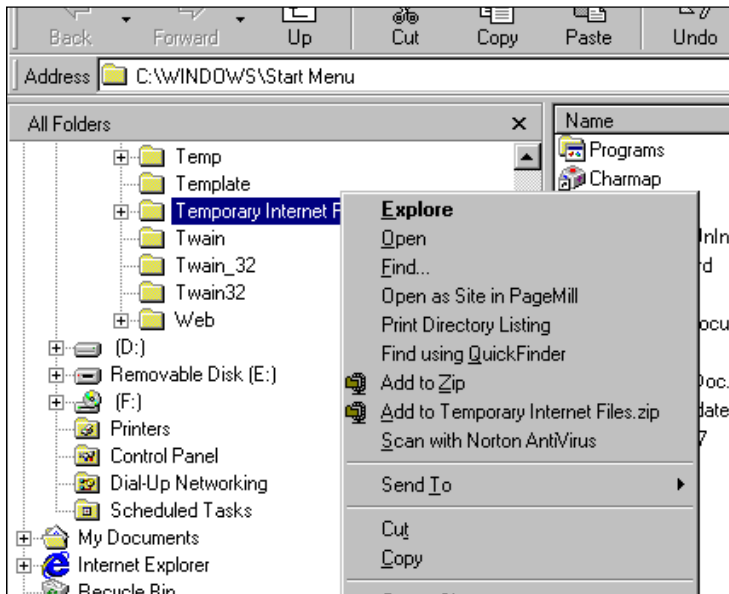 Back Forward Up Cut Copy Paste Undo
Address C:\WINDOWS\Start Menu
All Folders
Temp
Template
Temporary Internet F
Twain
Twain_32
Twain32
Web
(D:)
Removable Disk (E:)
(F:)
Printers
Control Panel
Dial-Up Networking
Scheduled Tasks
My Documents
Internet Explorer
Recycle Bin
Name
Programs
Charmap
Explore
Open
Find...
Open as Site in PageMill
Print Directory Listing
Find using QuickFinder
Add to Zip
Add to Temporary Internet Files.zip
Scan with Norton AntiVirus
Send To
Cut
Copy